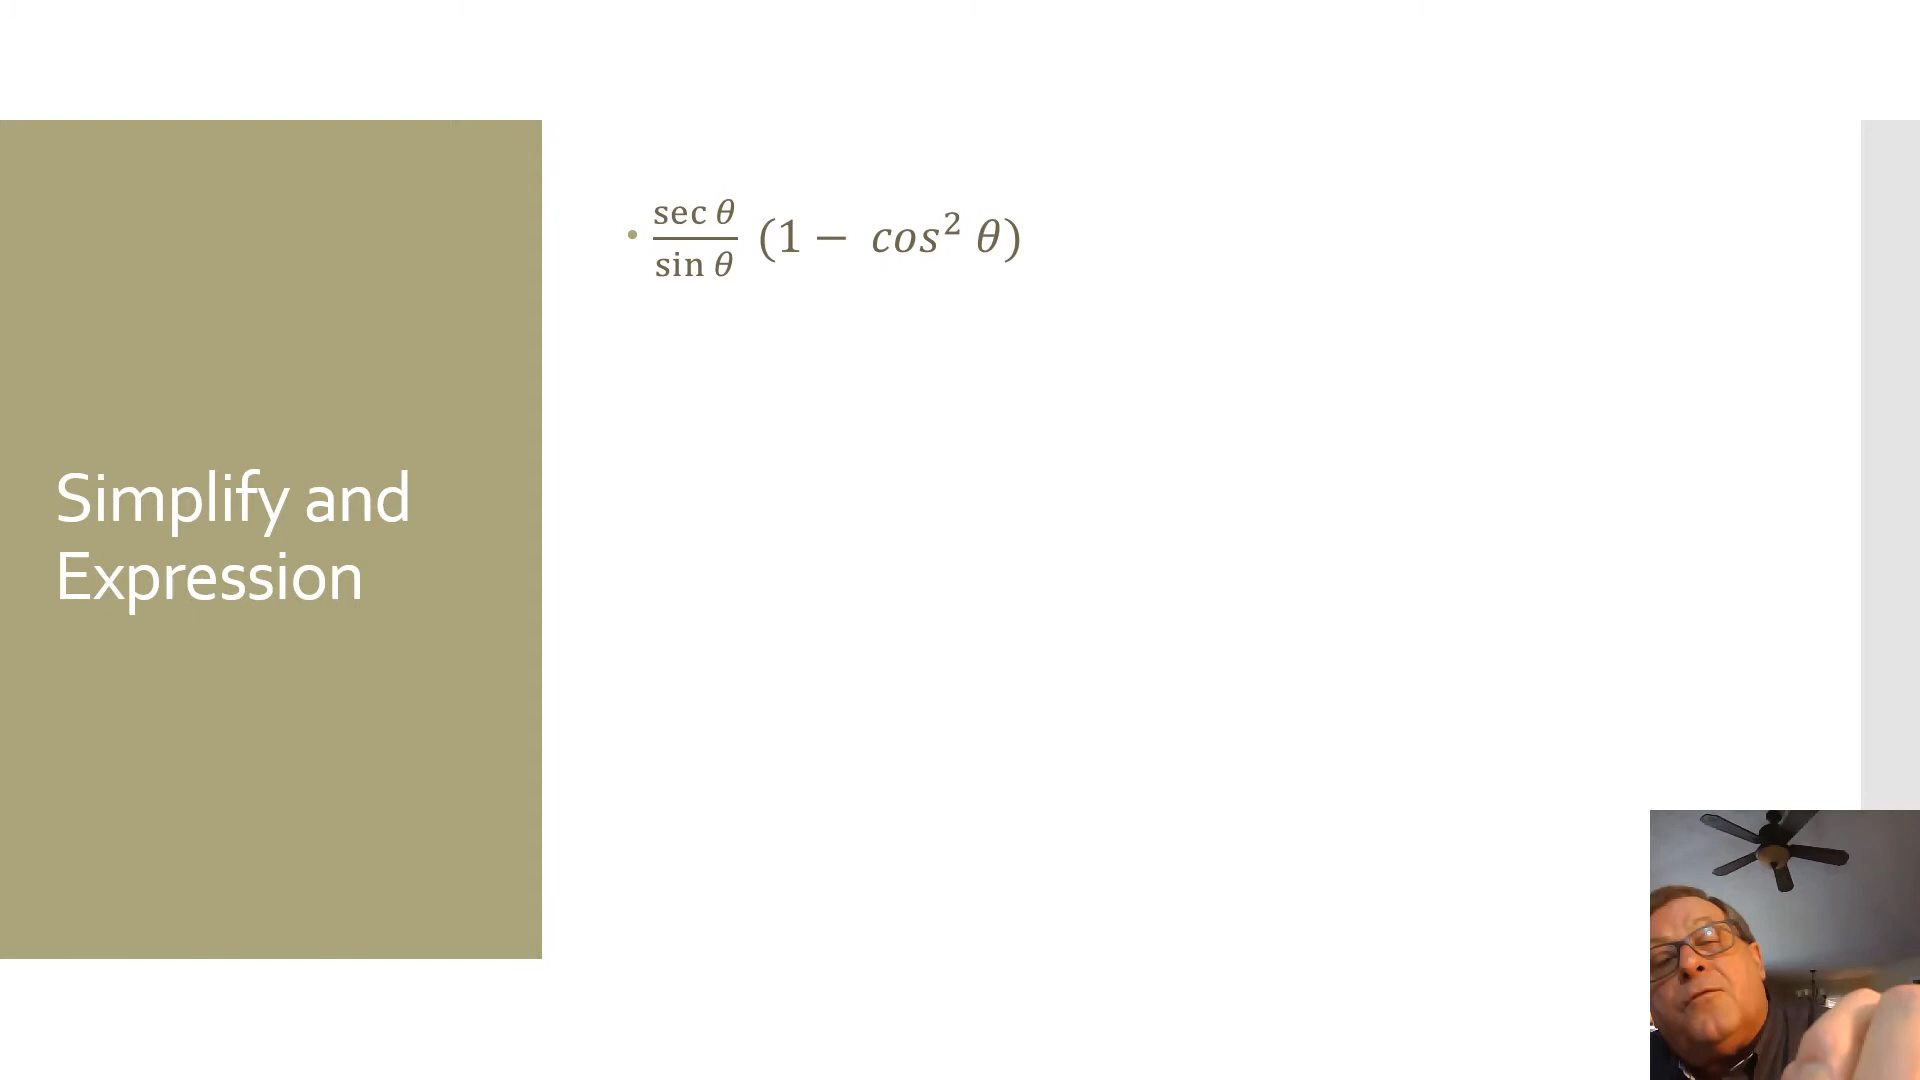 Simplify and
Expression
• sec θ / sin θ (1 − cos² θ)